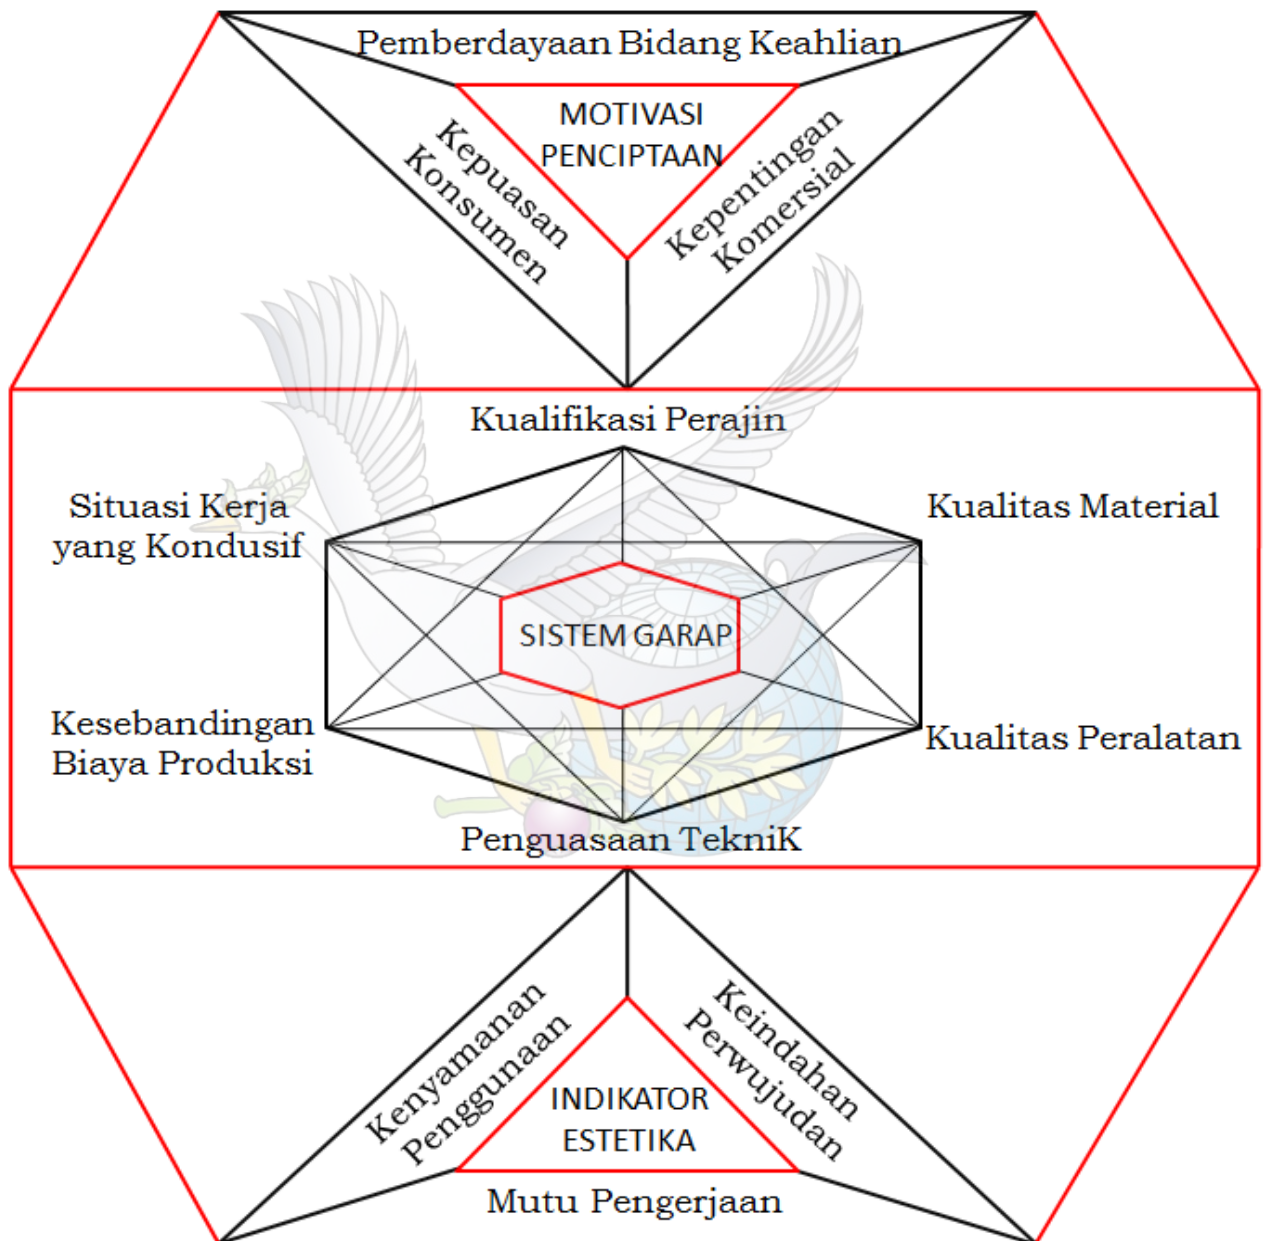 Pemberdayaan Bidang Keahlian
MOTIVASI
PENCIPTAAN
Kepuasan
Konsumen
Kepentingan
Komersial
Kualifikasi Perajin
Situasi Kerja
yang Kondusif
Kualitas Material
SISTEM GARAP
Kesebandingan
Biaya Produksi
Kualitas Peralatan
Penguasaan TekniK
Kenyamanan
Penggunaan
Keindahan
Perwujudan
INDIKATOR
ESTETIKA
Mutu Pengerjaan